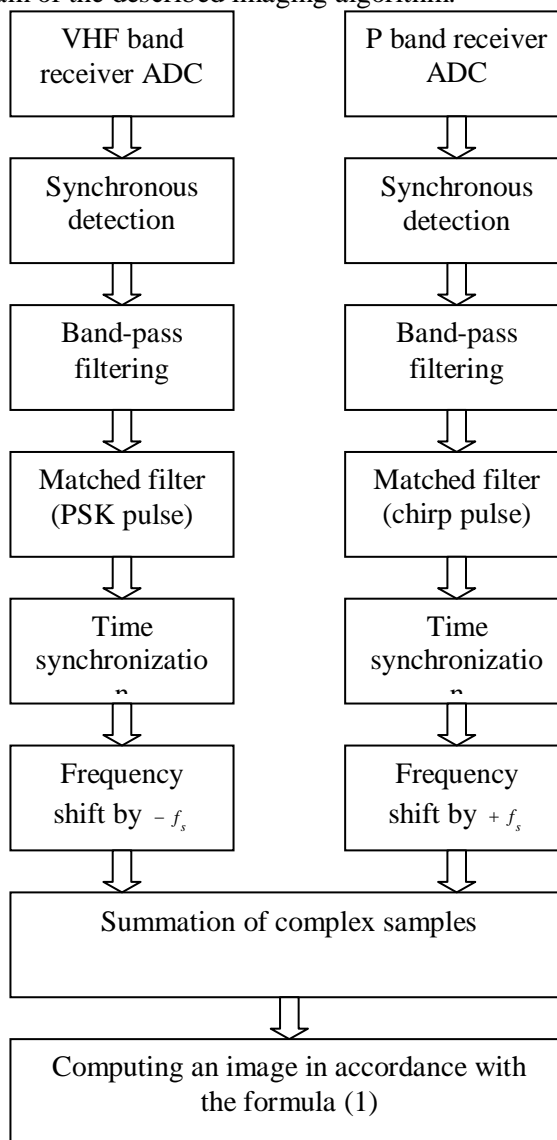 am of the described imaging algorithm.
VHF band
receiver ADC
P band receiver
ADC
Synchronous
detection
Synchronous
detection
Band-pass
filtering
Band-pass
filtering
Matched filter
(PSK pulse)
Matched filter
(chirp pulse)
Time
synchronizatio
n
Time
synchronizatio
n
Frequency
shift by − f_s
Frequency
shift by + f_s
Summation of complex samples
Computing an image in accordance with
the formula (1)